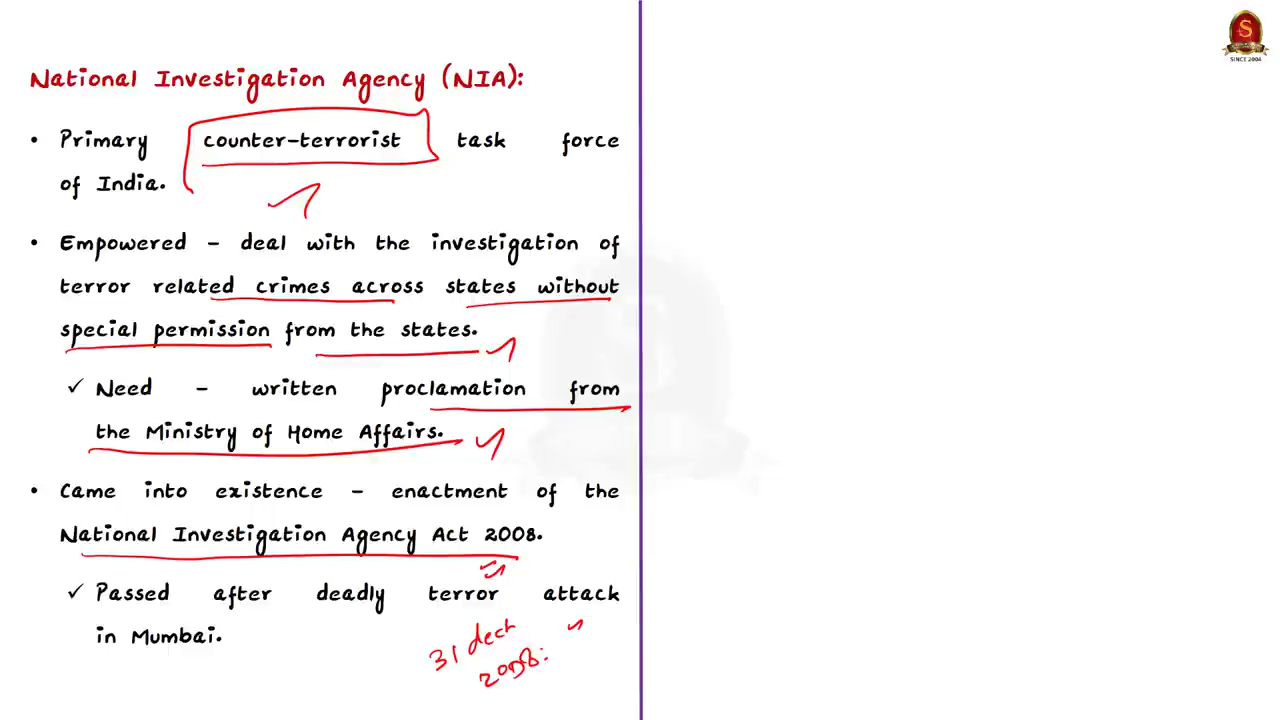 National Investigation Agency (NIA):
• Primary counter-terrorist task force
of India.
• Empowered – deal with the investigation of
terror related crimes across states without
special permission from the states.
✓ Need – written proclamation from
the Ministry of Home Affairs.
• Came into existence – enactment of the
National Investigation Agency Act 2008.
✓ Passed after deadly terror attack
in Mumbai.
31 dec
2008:
S
SINCE 2004